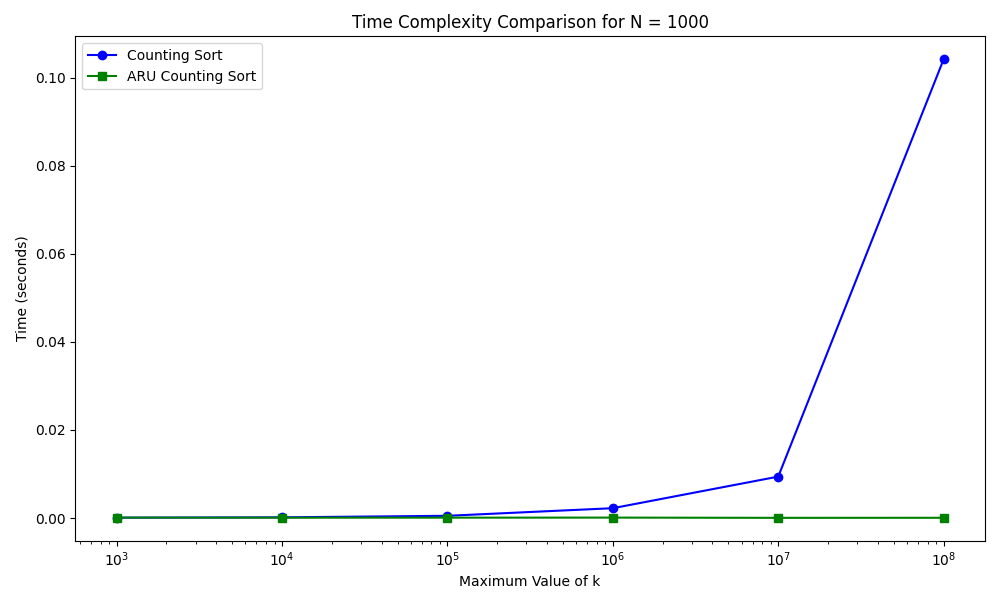 Time Complexity Comparison for N = 1000
Counting Sort
ARU Counting Sort
Time (seconds)
0.10
0.08
0.06
0.04
0.02
0.00
10³ 10⁴ 10⁵ 10⁶ 10⁷ 10⁸
Maximum Value of k